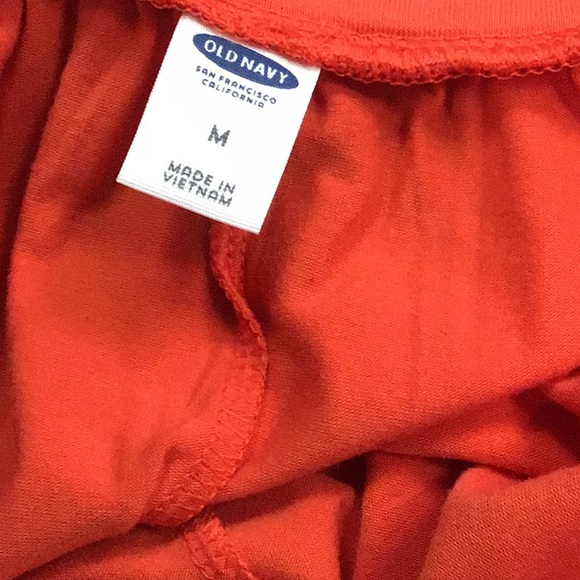 OLD NAVY
SAN FRANCISCO
CALIFORNIA
M
MADE IN
VIETNAM